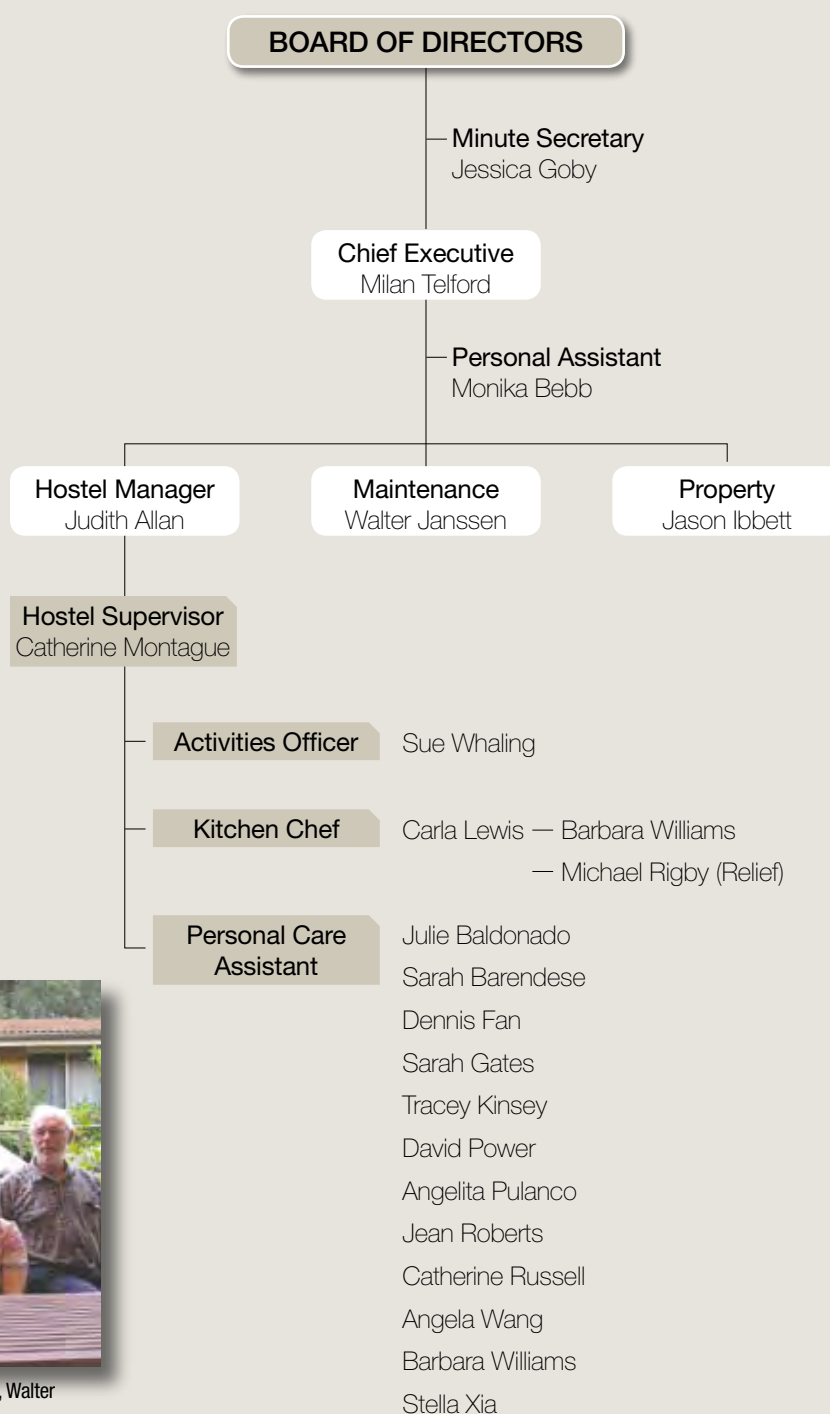 BOARD OF DIRECTORS
Minute Secretary
Jessica Goby
Chief Executive
Milan Telford
Personal Assistant
Monika Bebb
Hostel Manager
Judith Allan
Maintenance
Walter Janssen
Property
Jason Ibbett
Hostel Supervisor
Catherine Montague
Activities Officer
Sue Whaling
Kitchen Chef
Carla Lewis — Barbara Williams
— Michael Rigby (Relief)
Personal Care
Assistant
Julie Baldonado
Sarah Barendese
Dennis Fan
Sarah Gates
Tracey Kinsey
David Power
Angelita Pulanco
Jean Roberts
Catherine Russell
Angela Wang
Barbara Williams
Stella Xia
, Walter